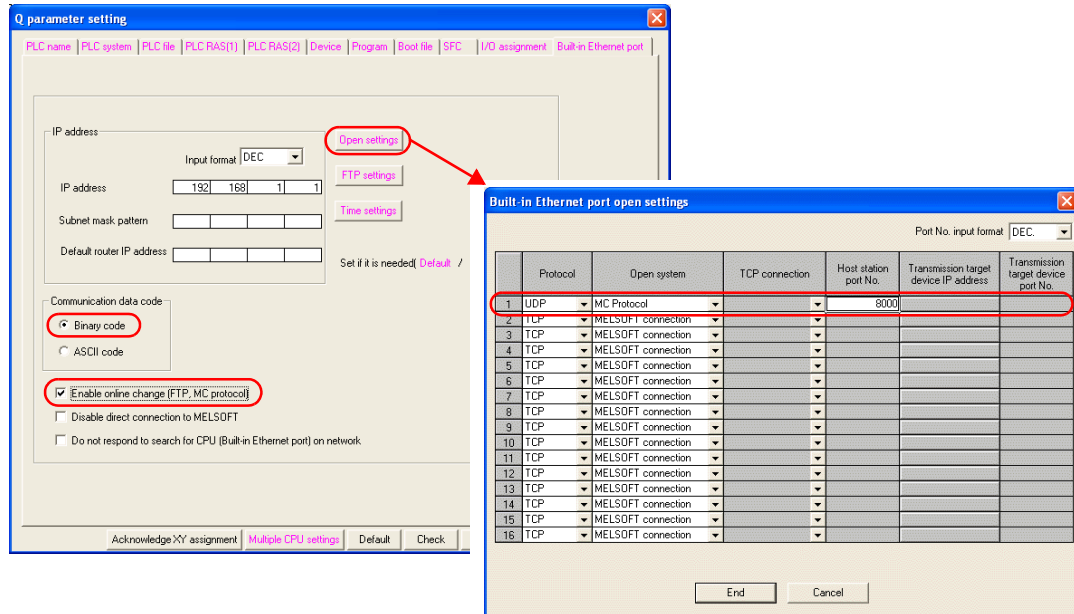 Q parameter setting
PLC name PLC system PLC file PLC RAS(1) PLC RAS(2) Device Program Boot file SFC I/O assignment Built-in Ethernet port
IP address
Input format DEC
IP address 192 168 1 1
Subnet mask pattern
Default router IP address
Open settings
FTP settings
Time settings
Set if it is needed( Default /
Communication data code
Binary code
ASCII code
Enable online change (FTP, MC protocol)
Disable direct connection to MELSOFT
Do not respond to search for CPU (Built-in Ethernet port) on network
Acknowledge XY assignment Multiple CPU settings Default Check
Built-in Ethernet port open settings
Port No. input format DEC.
Protocol Open system TCP connection Host station port No. Transmission target device IP address Transmission target device port No.
1 UDP MC Protocol 8000
2 TCP MELSOFT connection
3 TCP MELSOFT connection
4 TCP MELSOFT connection
5 TCP MELSOFT connection
6 TCP MELSOFT connection
7 TCP MELSOFT connection
8 TCP MELSOFT connection
9 TCP MELSOFT connection
10 TCP MELSOFT connection
11 TCP MELSOFT connection
12 TCP MELSOFT connection
13 TCP MELSOFT connection
14 TCP MELSOFT connection
15 TCP MELSOFT connection
16 TCP MELSOFT connection
End Cancel